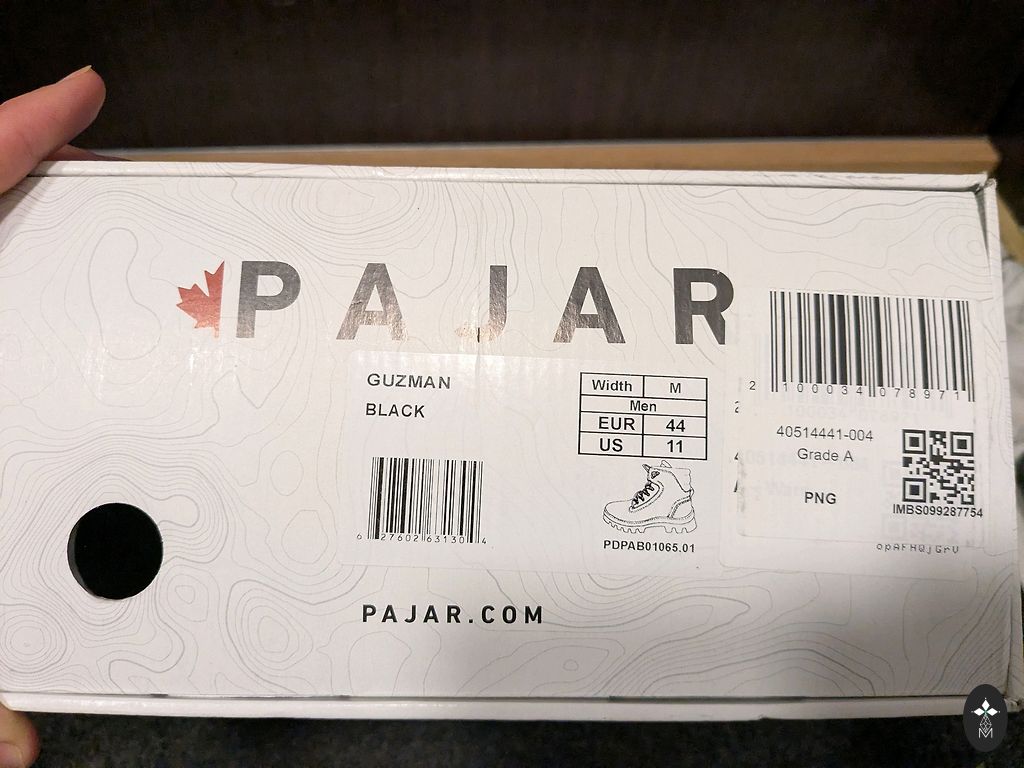 PAJAR
GUZMAN
BLACK
Width M
Men
EUR 44
US 11
6 27602 63130 4
PDPAB01065.01
2 100034 078971
40514441-004
Grade A
PNG
IMBS099287754
opAFHQjGrV
PAJAR.COM
M